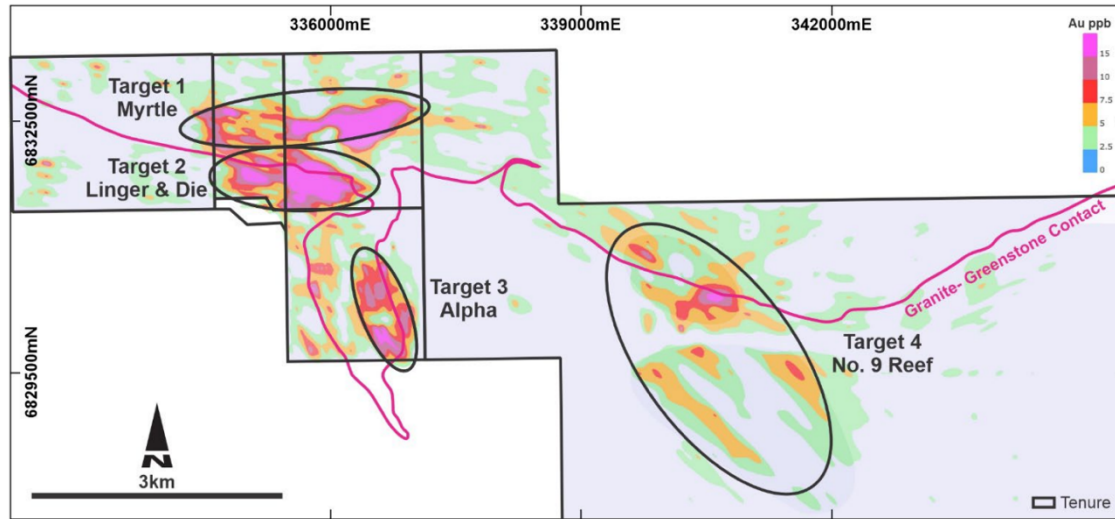 336000mE
339000mE
342000mE
Au ppb
15
10
7.5
5
2.5
0
6832500mN
6829500mN
Target 1
Myrtle
Target 2
Linger & Die
Target 3
Alpha
Target 4
No. 9 Reef
Granite- Greenstone Contact
N
3km
Tenure